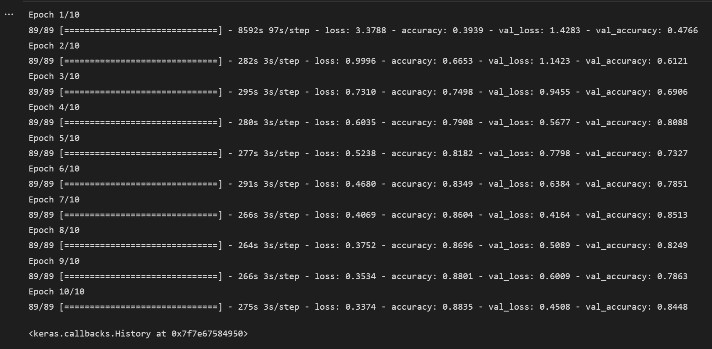 ...
Epoch 1/10
89/89 [==============================] - 8592s 97s/step - loss: 3.3788 - accuracy: 0.3939 - val_loss: 1.4283 - val_accuracy: 0.4766
Epoch 2/10
89/89 [==============================] - 282s 3s/step - loss: 0.9996 - accuracy: 0.6653 - val_loss: 1.1423 - val_accuracy: 0.6121
Epoch 3/10
89/89 [==============================] - 295s 3s/step - loss: 0.7310 - accuracy: 0.7498 - val_loss: 0.9455 - val_accuracy: 0.6906
Epoch 4/10
89/89 [==============================] - 280s 3s/step - loss: 0.6035 - accuracy: 0.7908 - val_loss: 0.5677 - val_accuracy: 0.8088
Epoch 5/10
89/89 [==============================] - 277s 3s/step - loss: 0.5238 - accuracy: 0.8182 - val_loss: 0.7798 - val_accuracy: 0.7327
Epoch 6/10
89/89 [==============================] - 291s 3s/step - loss: 0.4680 - accuracy: 0.8349 - val_loss: 0.6384 - val_accuracy: 0.7851
Epoch 7/10
89/89 [==============================] - 266s 3s/step - loss: 0.4069 - accuracy: 0.8604 - val_loss: 0.4164 - val_accuracy: 0.8513
Epoch 8/10
89/89 [==============================] - 264s 3s/step - loss: 0.3752 - accuracy: 0.8696 - val_loss: 0.5089 - val_accuracy: 0.8249
Epoch 9/10
89/89 [==============================] - 266s 3s/step - loss: 0.3534 - accuracy: 0.8801 - val_loss: 0.6009 - val_accuracy: 0.7863
Epoch 10/10
89/89 [==============================] - 275s 3s/step - loss: 0.3374 - accuracy: 0.8835 - val_loss: 0.4508 - val_accuracy: 0.8448
<keras.callbacks.History at 0x7f7e67584950>